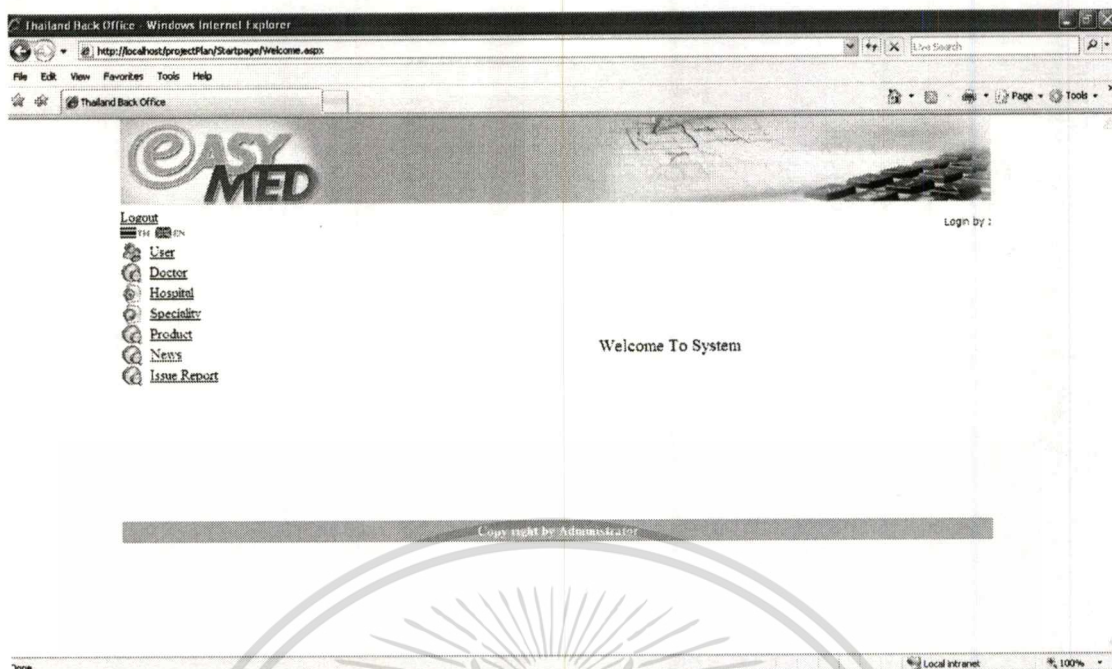 Thailand Back Office - Windows Internet Explorer
http://localhost/projectPlan/Startpage/Welcome.aspx
Live Search
File Edit View Favorites Tools Help
Thailand Back Office
Page Tools
eASY
MED
Logout
Login by :
TH EN
User
Doctor
Hospital
Speciality
Product
News
Issue Report
Welcome To System
Copy right by Administrator
Done
Local intranet
100%